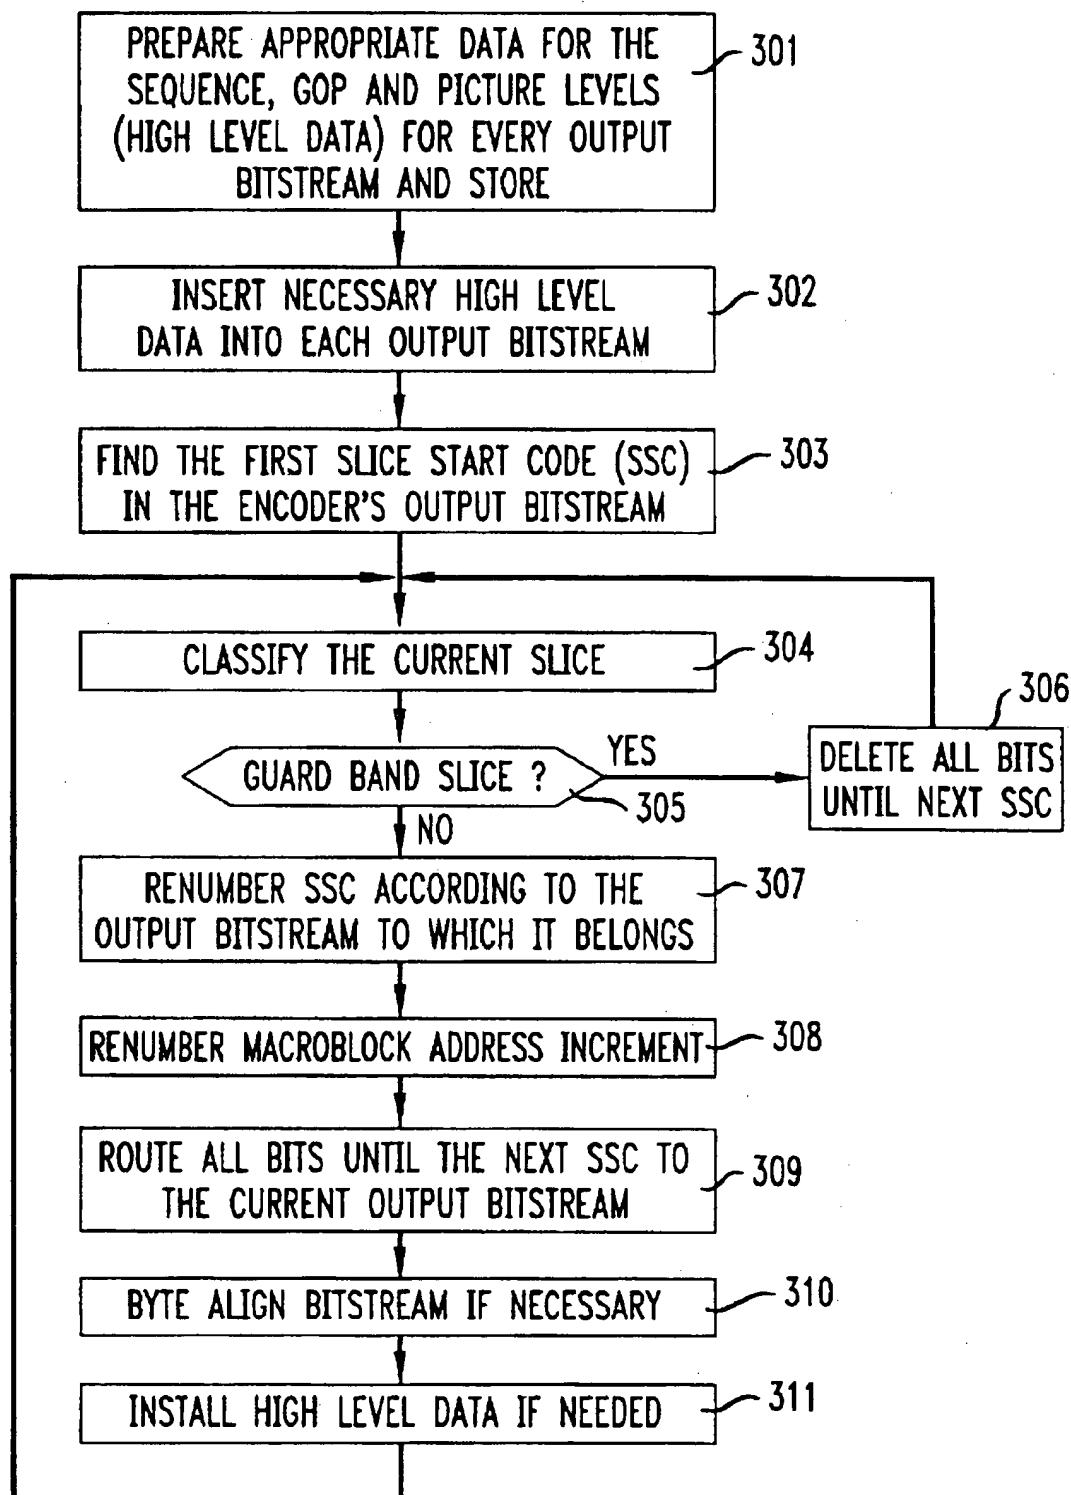 PREPARE APPROPRIATE DATA FOR THE
SEQUENCE, GOP AND PICTURE LEVELS
(HIGH LEVEL DATA) FOR EVERY OUTPUT
BITSTREAM AND STORE
301
INSERT NECESSARY HIGH LEVEL
DATA INTO EACH OUTPUT BITSTREAM
302
FIND THE FIRST SLICE START CODE (SSC)
IN THE ENCODER'S OUTPUT BITSTREAM
303
CLASSIFY THE CURRENT SLICE
304
GUARD BAND SLICE ?
305
YES
306
DELETE ALL BITS
UNTIL NEXT SSC
NO
RENUMBER SSC ACCORDING TO THE
OUTPUT BITSTREAM TO WHICH IT BELONGS
307
RENUMBER MACROBLOCK ADDRESS INCREMENT
308
ROUTE ALL BITS UNTIL THE NEXT SSC TO
THE CURRENT OUTPUT BITSTREAM
309
BYTE ALIGN BITSTREAM IF NECESSARY
310
INSTALL HIGH LEVEL DATA IF NEEDED
311